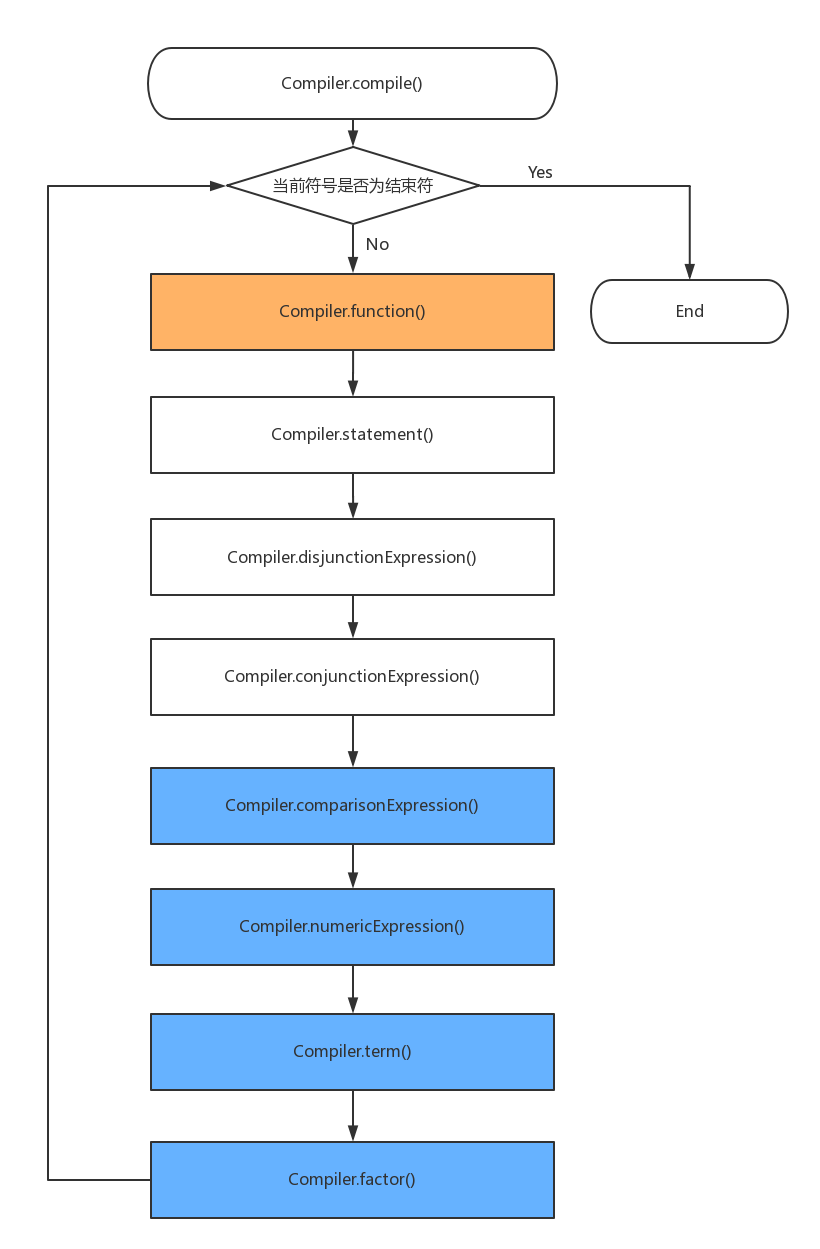 Compiler.compile()
当前符号是否为结束符
Yes
No
Compiler.function()
End
Compiler.statement()
Compiler.disjunctionExpression()
Compiler.conjunctionExpression()
Compiler.comparisonExpression()
Compiler.numericExpression()
Compiler.term()
Compiler.factor()